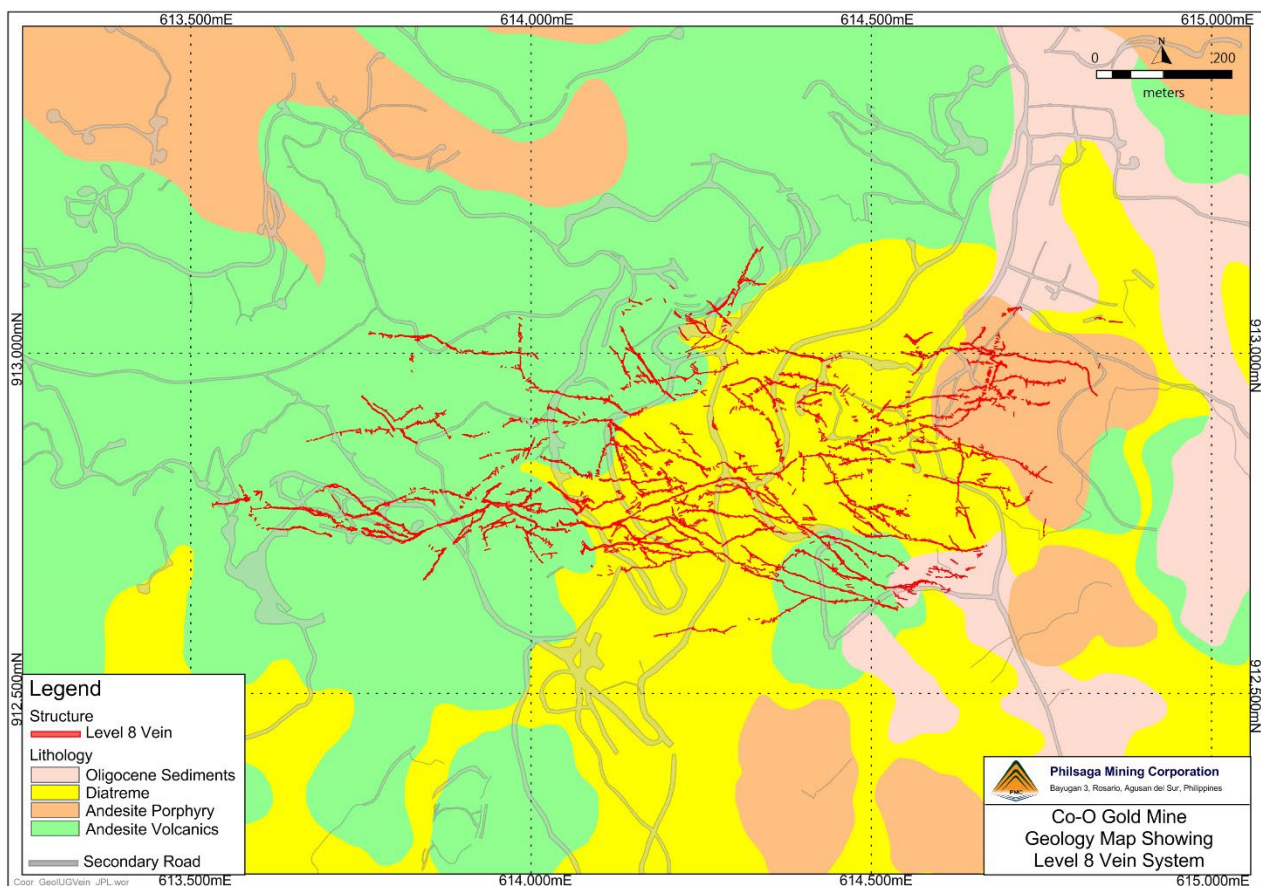 613,500mE
614,000mE
614,500mE
615,000mE
N
0
200
meters
913,000mN
913,000mN
912,500mN
912,500mN
Legend
Structure
Level 8 Vein
Lithology
Oligocene Sediments
Diatreme
Andesite Porphyry
Andesite Volcanics
Secondary Road
PMC
Philsaga Mining Corporation
Bayugan 3, Rosario, Agusan del Sur, Philippines
Co-O Gold Mine
Geology Map Showing
Level 8 Vein System
Coor_GeolUGVein_JPL.wor
613,500mE
614,000mE
614,500mE
615,000mE